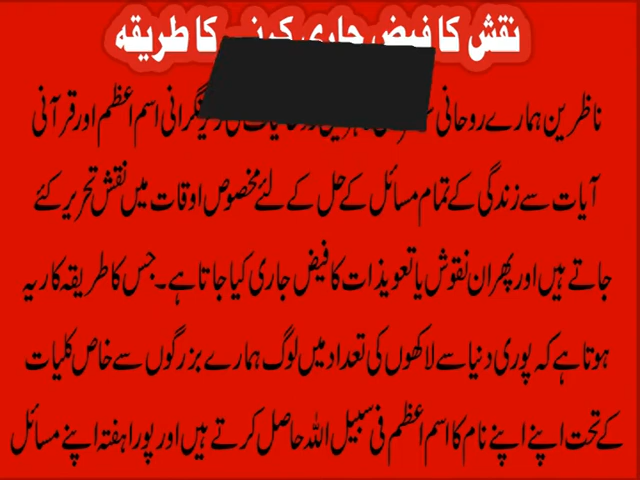 نقش کا فیض جاری کا طریقہ
ناظرین ہمارے روحانی نگرانی اسم اعظم اور قرآنی
آیات سے زندگی کے تمام مسائل کے حل کے لئے مخصوص اوقات میں نقش تحریر کئے
جاتے ہیں اور پھر ان نقوش یا تعویذات کا فیض جاری کیا جاتا ہے۔ جس کا طریقہ کار یہ
ہوتا ہے کہ پوری دنیا سے لاکھوں کی تعداد میں لوگ ہمارے بزرگوں سے خاص کلیات
کے تحت اپنے اپنے نام کا اسم اعظم فی سبیل اللہ حاصل کرتے ہیں اور پورا ہفتہ اپنے مسائل